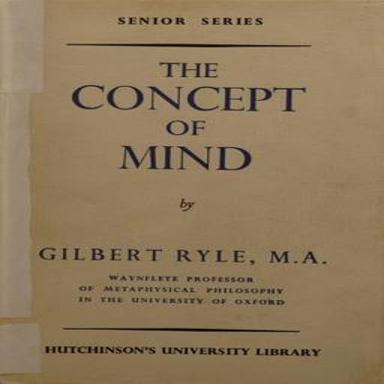 SENIOR SERIES
THE
CONCEPT
OF
MIND
by
GILBERT RYLE, M.A.
WAYNFLETE PROFESSOR
OF METAPHYSICAL PHILOSOPHY
IN THE UNIVERSITY OF OXFORD
HUTCHINSON'S UNIVERSITY LIBRARY